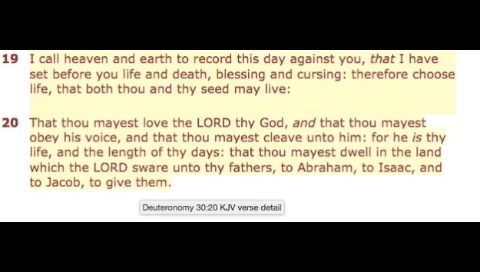 19 I call heaven and earth to record this day against you, that I have
set before you life and death, blessing and cursing: therefore choose
life, that both thou and thy seed may live:
20 That thou mayest love the LORD thy God, and that thou mayest
obey his voice, and that thou mayest cleave unto him: for he is thy
life, and the length of thy days: that thou mayest dwell in the land
which the LORD sware unto thy fathers, to Abraham, to Isaac, and
to Jacob, to give them.
Deuteronomy 30:20 KJV verse detail